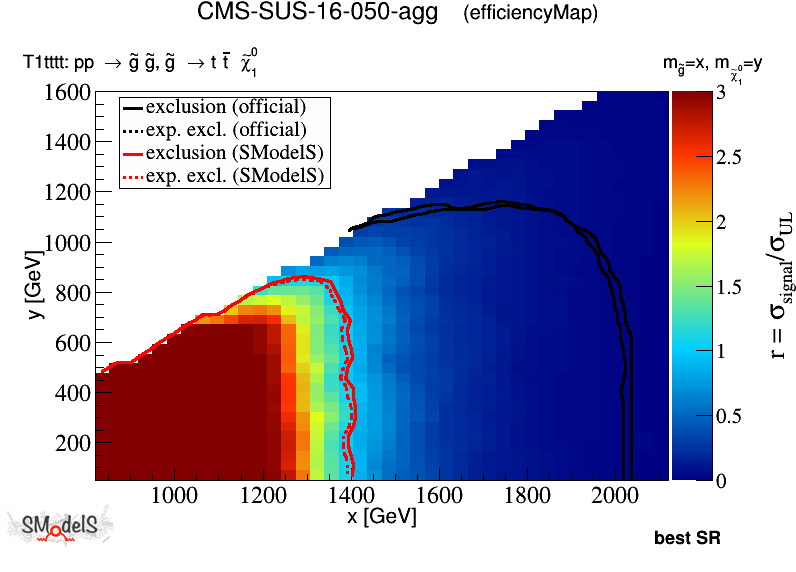 CMS-SUS-16-050-agg (efficiencyMap)
T1tttt: pp → g̃ g̃, g̃ → t t̄ χ̃₁⁰
m_g̃=x, m_χ̃₁⁰=y
exclusion (official)
exp. excl. (official)
exclusion (SModelS)
exp. excl. (SModelS)
1600
1400
1200
1000
800
600
400
200
y [GeV]
1000 1200 1400 1600 1800 2000
x [GeV]
3
2.5
2
1.5
1
0.5
0
r = σ_signal/σ_UL
SModelS
best SR